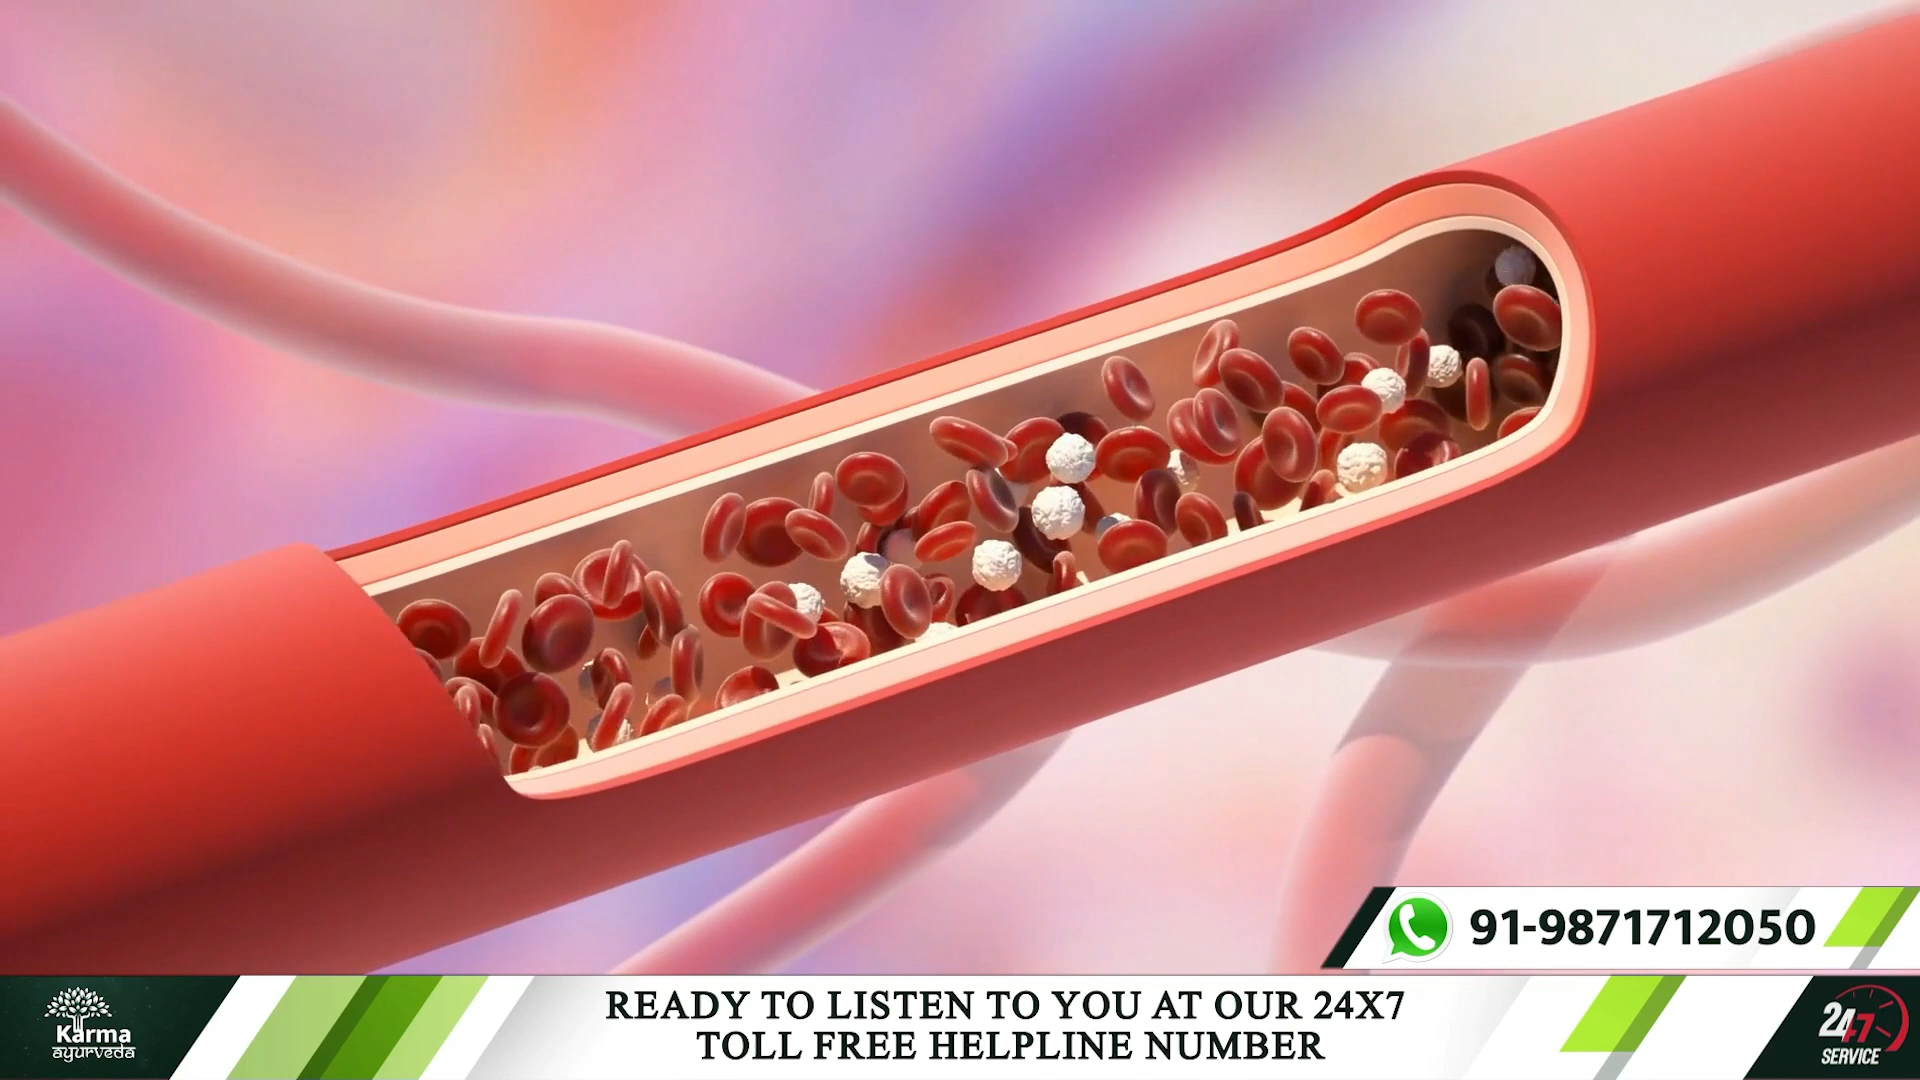 91-9871712050
READY TO LISTEN TO YOU AT OUR 24X7
TOLL FREE HELPLINE NUMBER
Karma
ayurveda
24-7
SERVICE